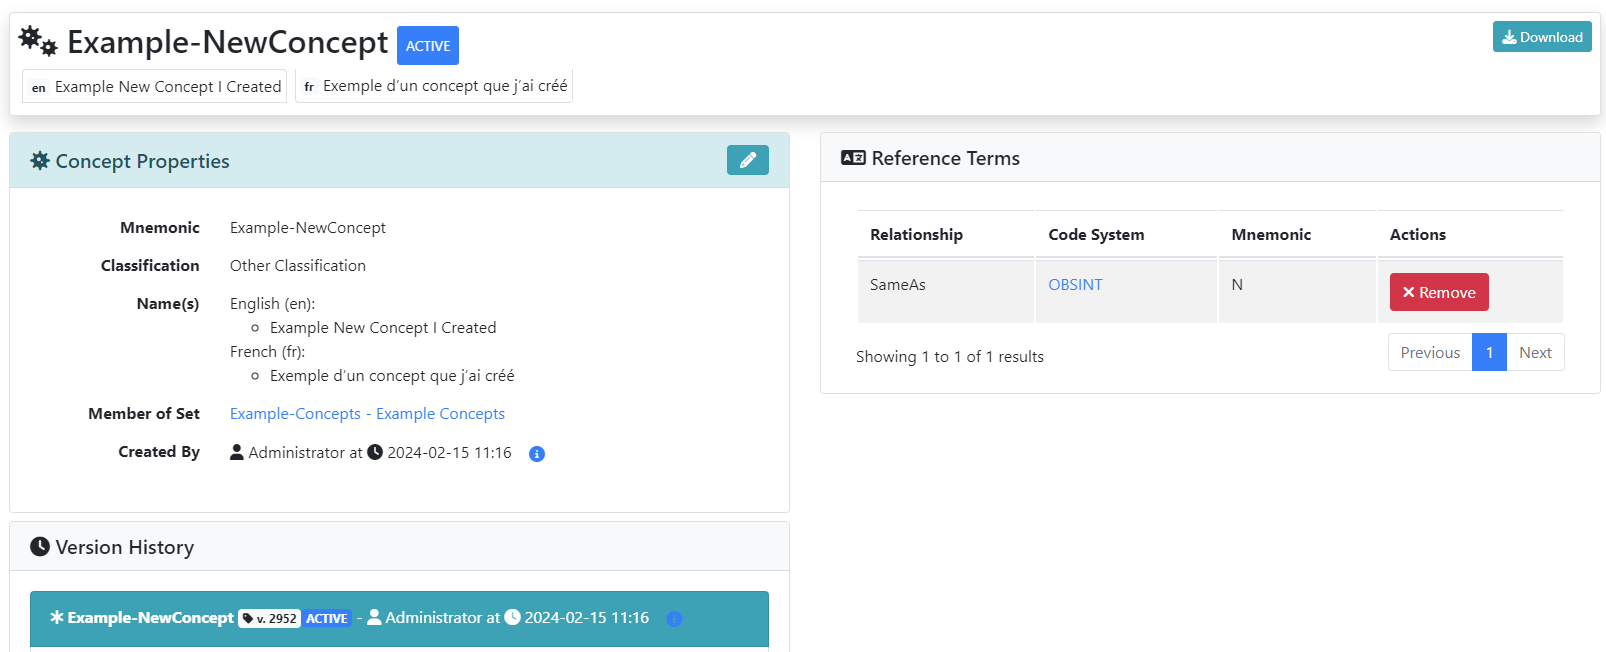 Example-NewConcept ACTIVE
Download
en Example New Concept I Created
fr Exemple d’un concept que j’ai créé
Concept Properties
Mnemonic Example-NewConcept
Classification Other Classification
Name(s) English (en):
Example New Concept I Created
French (fr):
Exemple d’un concept que j’ai créé
Member of Set Example-Concepts - Example Concepts
Created By Administrator at 2024-02-15 11:16
Version History
Example-NewConcept v. 2952 ACTIVE - Administrator at 2024-02-15 11:16
Reference Terms
Relationship Code System Mnemonic Actions
SameAs OBSINT N Remove
Showing 1 to 1 of 1 results
Previous 1 Next